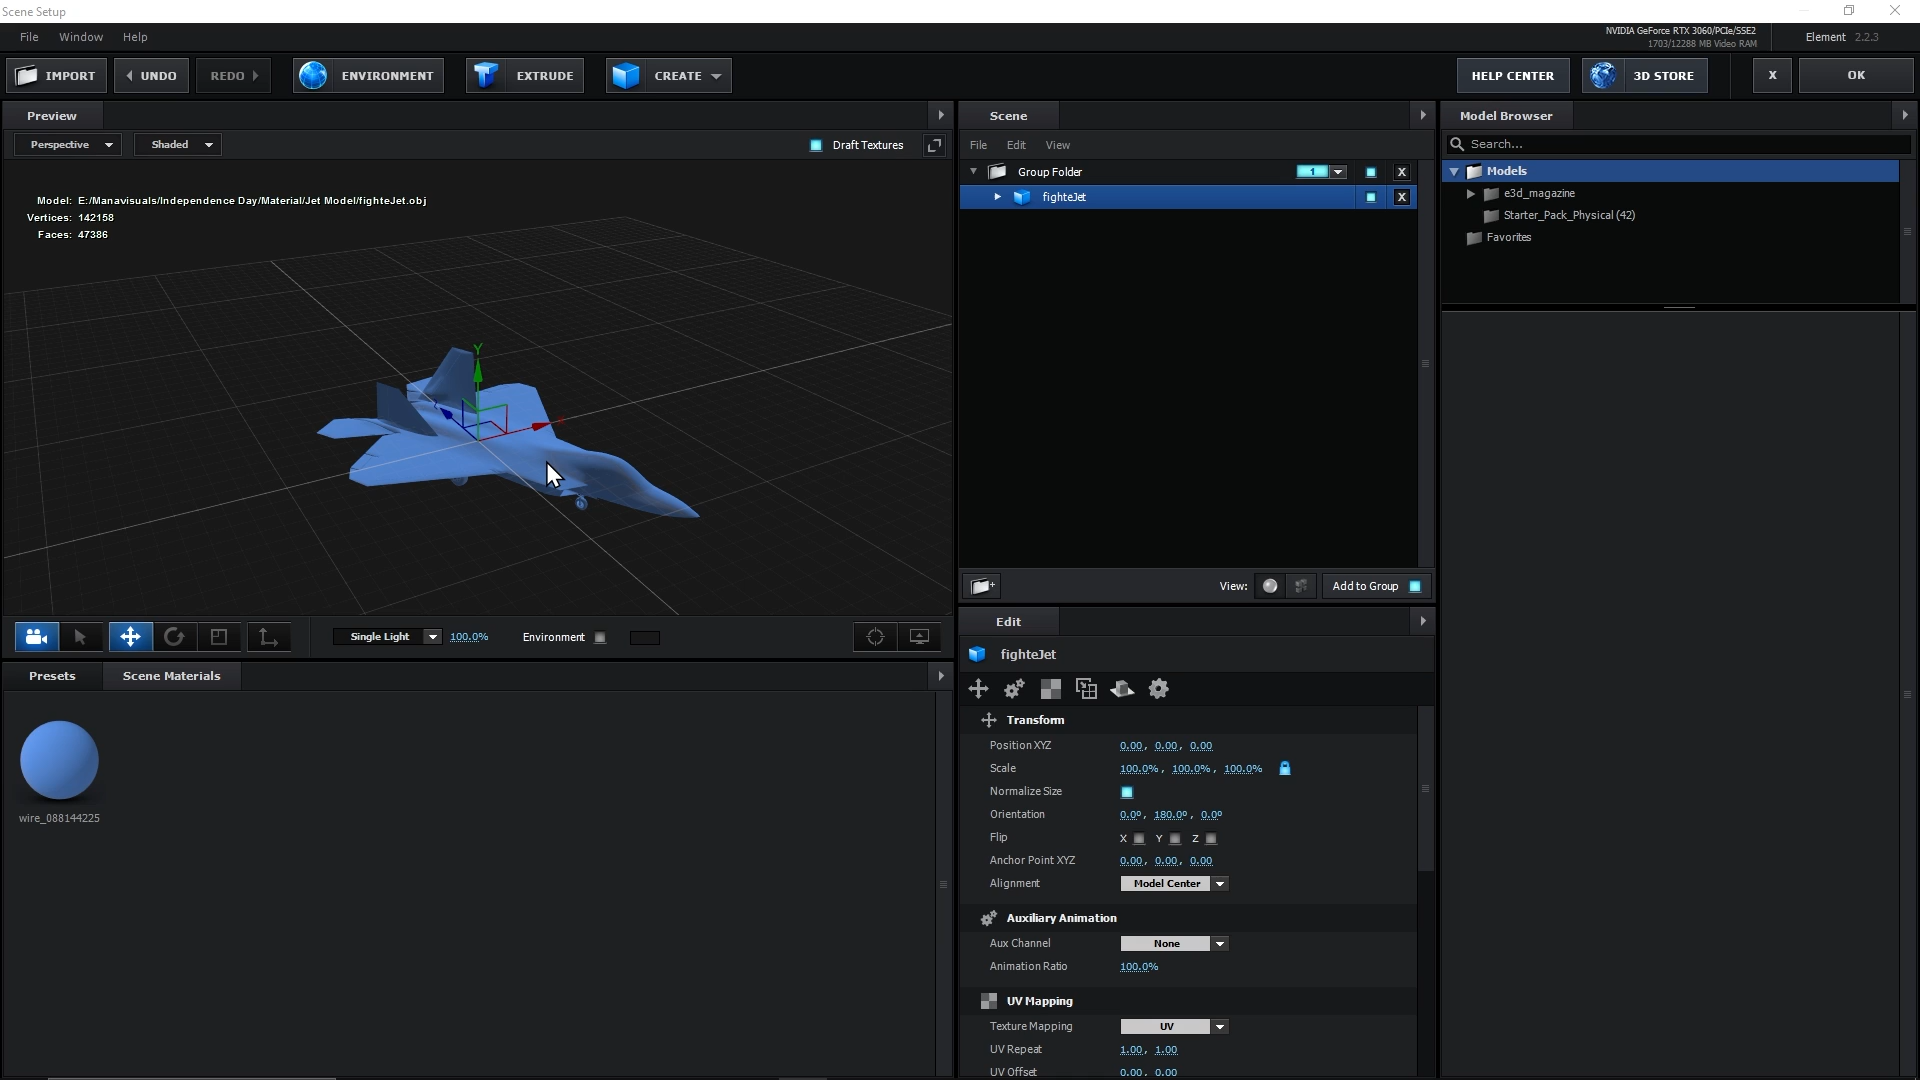 Scene Setup
File Window Help
NVIDIA GeForce RTX 3060/PCIe/SSE2
1703/12288 MB Video RAM
Element 2.2.3
IMPORT UNDO REDO ENVIRONMENT EXTRUDE CREATE HELP CENTER 3D STORE X OK
Preview
Perspective Shaded Draft Textures
Model: E:/Manavisuals/Independence Day/Material/Jet Model/fighteJet.obj
Vertices: 142158
Faces: 47386
Y
Single Light 100.0% Environment
Presets Scene Materials
wire_088144225
Scene
File Edit View
Group Folder 1 X
fighteJet X
View: Add to Group
Edit
fighteJet
Transform
Position XYZ 0.00, 0.00, 0.00
Scale 100.0%, 100.0%, 100.0%
Normalize Size
Orientation 0.0º, 180.0º, 0.0º
Flip X Y Z
Anchor Point XYZ 0.00, 0.00, 0.00
Alignment Model Center
Auxiliary Animation
Aux Channel None
Animation Ratio 100.0%
UV Mapping
Texture Mapping UV
UV Repeat 1.00, 1.00
UV Offset 0.00, 0.00
Model Browser
Search...
Models
e3d_magazine
Starter_Pack_Physical (42)
Favorites